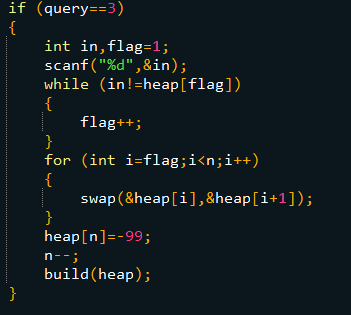 if (query==3)
{
int in,flag=1;
scanf("%d",&in);
while (in!=heap[flag])
{
flag++;
}
for (int i=flag;i<n;i++)
{
swap(&heap[i],&heap[i+1]);
}
heap[n]=-99;
n--;
build(heap);
}